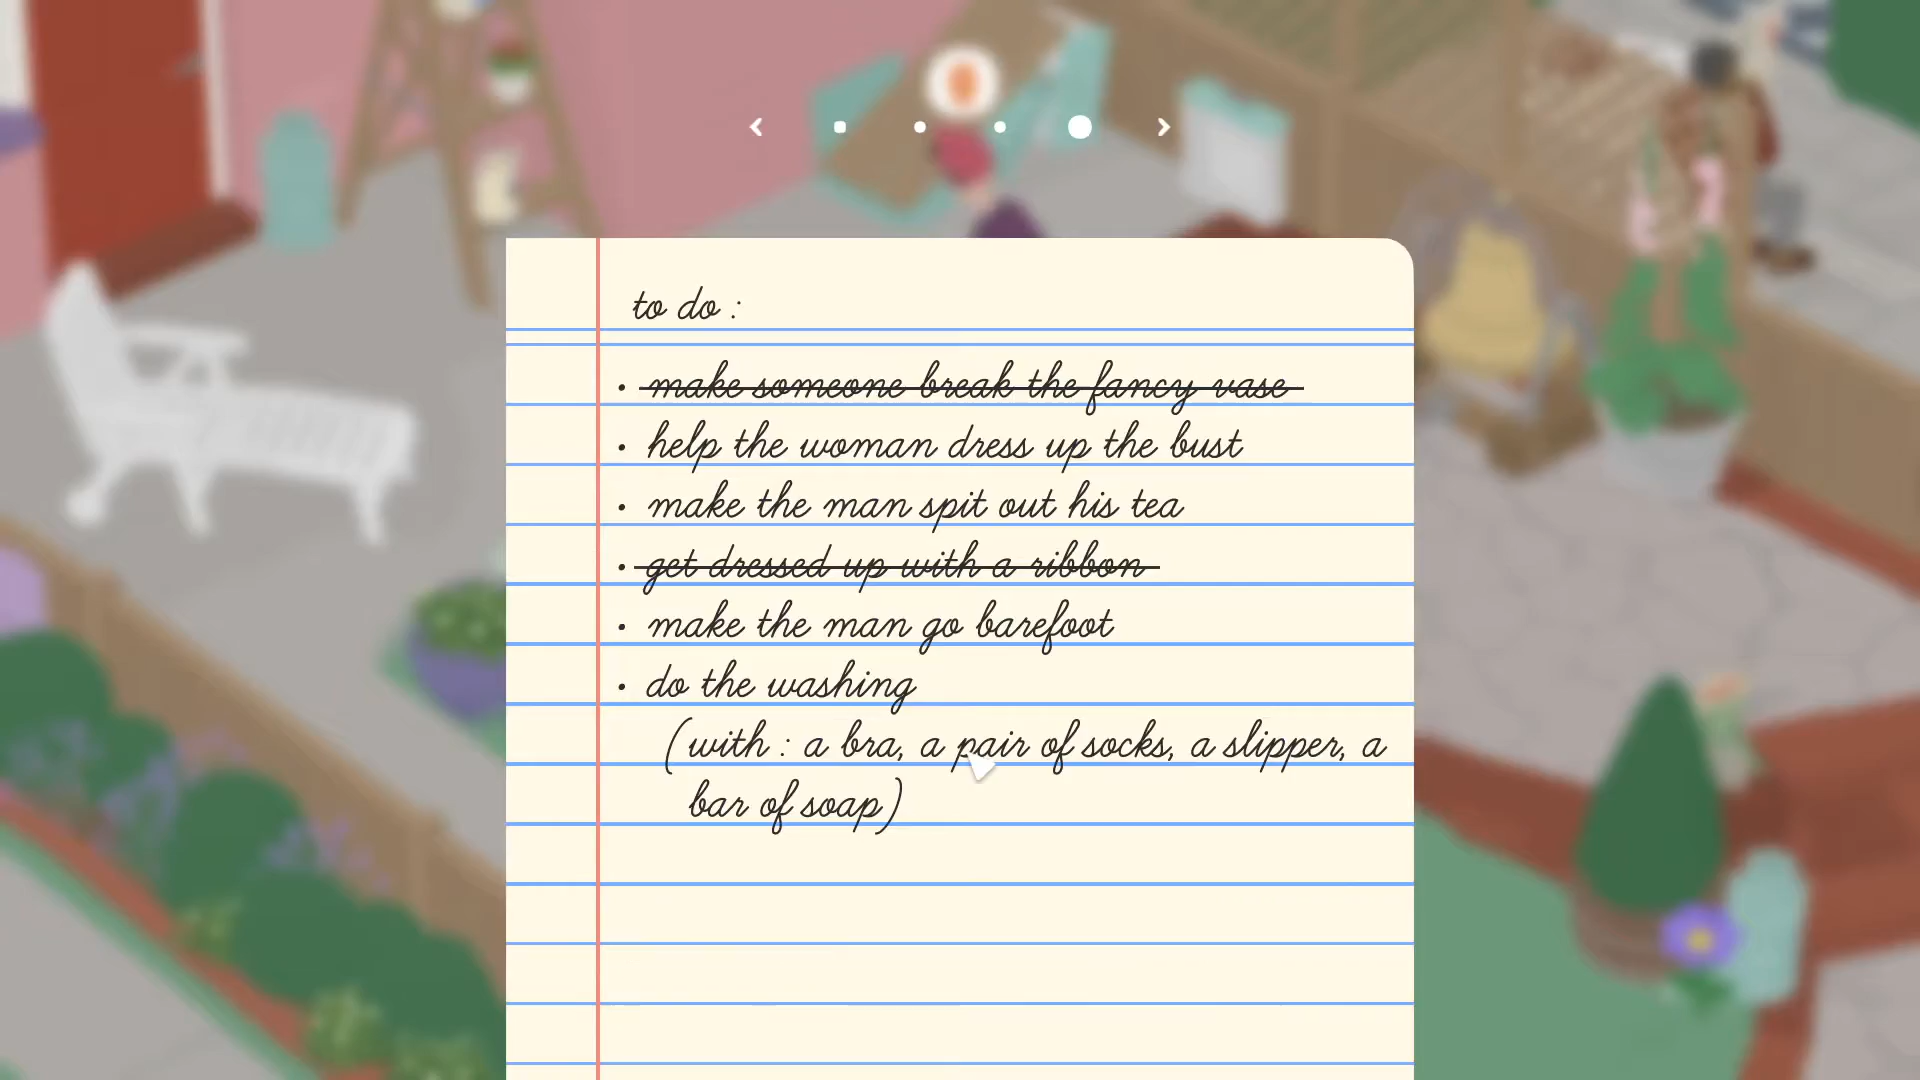 to do :
• make someone break the fancy vase
• help the woman dress up the bust
• make the man spit out his tea
• get dressed up with a ribbon
• make the man go barefoot
• do the washing
(with : a bra, a pair of socks, a slipper, a
bar of soap)